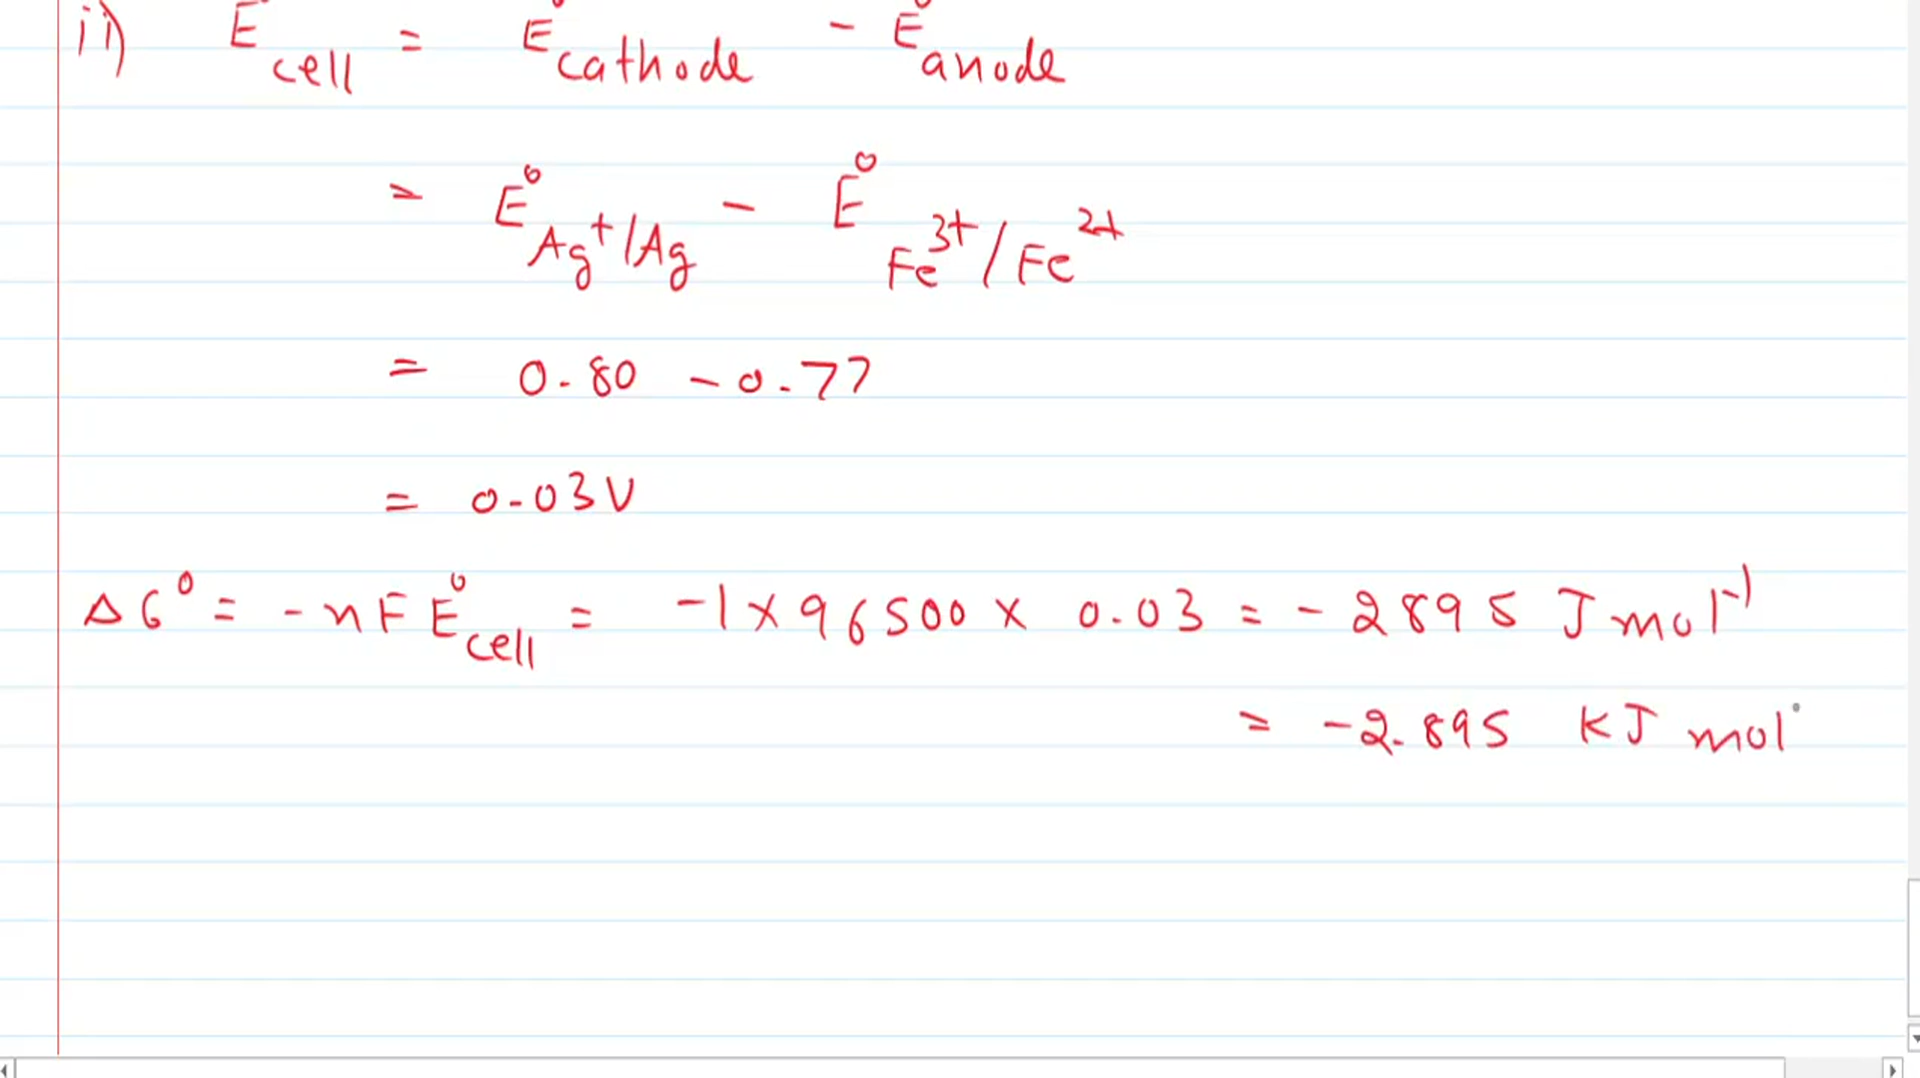 ii) E°cell = E°cathode - E°anode
= E°Ag⁺/Ag - E°Fe³⁺/Fe²⁺
= 0.80 - 0.77
= 0.03V
ΔG° = -nFE°cell = -1 × 96500 × 0.03 = -2895 J mol⁻¹
= -2.895 KJ mol